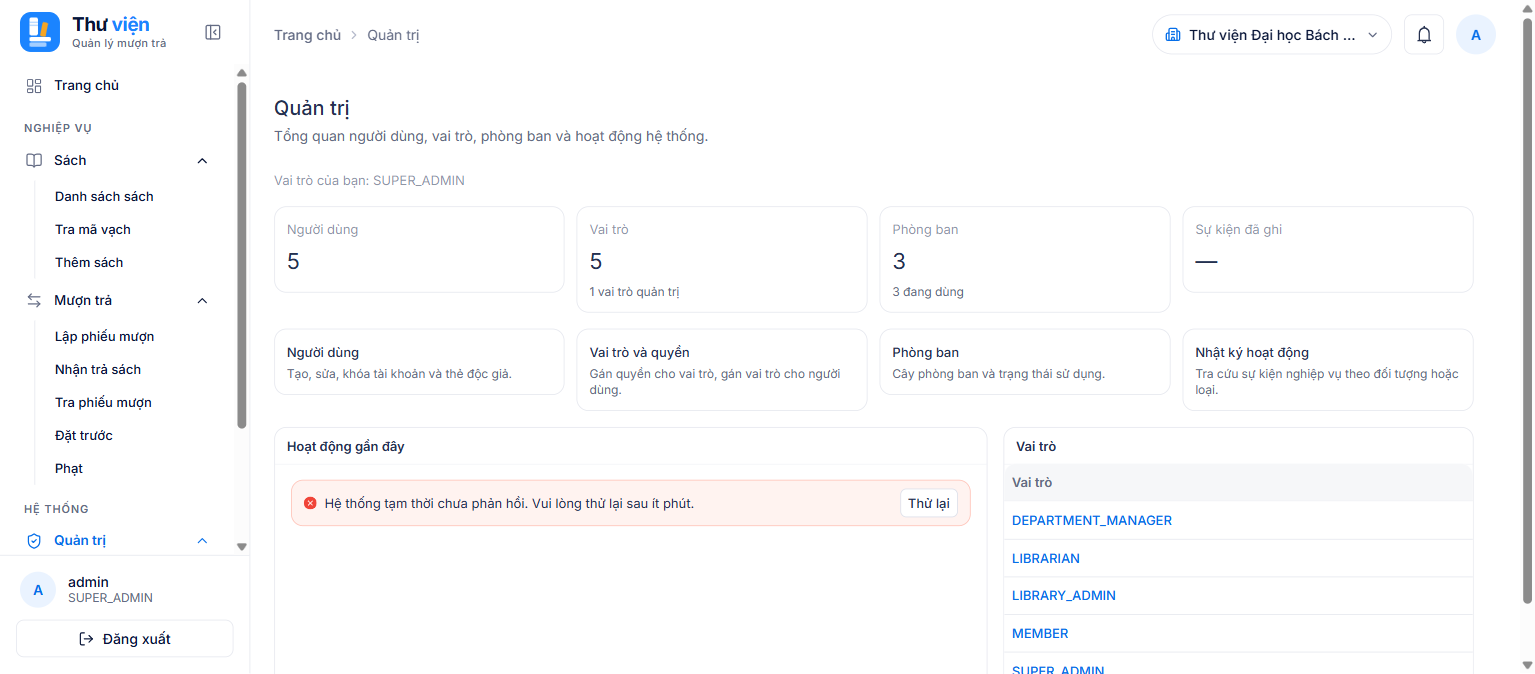 Thư viện
Quản lý mượn trả
Trang chủ
NGHIỆP VỤ
Sách
Danh sách sách
Tra mã vạch
Thêm sách
Mượn trả
Lập phiếu mượn
Nhận trả sách
Tra phiếu mượn
Đặt trước
Phạt
HỆ THỐNG
Quản trị
A
admin
SUPER_ADMIN
Đăng xuất
Trang chủ > Quản trị
Thư viện Đại học Bách ...
A
Quản trị
Tổng quan người dùng, vai trò, phòng ban và hoạt động hệ thống.
Vai trò của bạn: SUPER_ADMIN
Người dùng
5
Vai trò
5
1 vai trò quản trị
Phòng ban
3
3 đang dùng
Sự kiện đã ghi
—
Người dùng
Tạo, sửa, khóa tài khoản và thẻ độc giả.
Vai trò và quyền
Gán quyền cho vai trò, gán vai trò cho người
dùng.
Phòng ban
Cây phòng ban và trạng thái sử dụng.
Nhật ký hoạt động
Tra cứu sự kiện nghiệp vụ theo đối tượng hoặc
loại.
Hoạt động gần đây
Hệ thống tạm thời chưa phản hồi. Vui lòng thử lại sau ít phút.
Thử lại
Vai trò
Vai trò
DEPARTMENT_MANAGER
LIBRARIAN
LIBRARY_ADMIN
MEMBER
SUPER_ADMIN